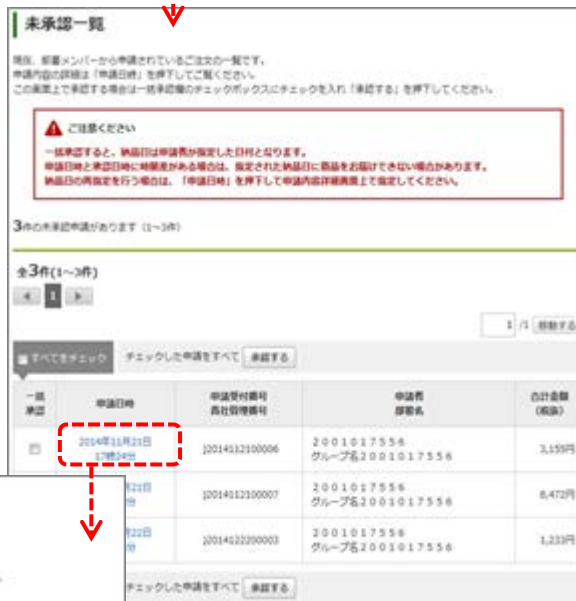 未承認一覧
現在、部署メンバーから申請されているご注文の一覧です。
申請内容の詳細は「申請日時」を押下してご覧ください。
この画面上で承認する場合は一括承認欄のチェックボックスにチェックを入れ「承認する」を押下してください。
ご注意ください
一括承認すると、納品日は申請者が指定した日付となります。
申請日時と承認日時に時間差がある場合は、指定された納品日に商品をお届けできない場合があります。
納品日の再指定を行う場合は、「申請日時」を押下して申請内容詳細画面上で指定してください。
3件の未承認申請があります (1～3件)
全3件(1～3件)
1
1 /1 移動する
すべてをチェック チェックした申請をすべて 承認する
一括承認 申請日時 申請受付番号 貴社管理番号 申請者 部署名 合計金額 (税抜)
2014年11月21日 17時24分 j2014112100006 2001017556 グループ名2001017556 3,155円
月21日 j2014112100007 2001017556 グループ名2001017556 6,472円
月22日 j2014122200003 2001017556 グループ名2001017556 1,233円
チェックした申請をすべて 承認する